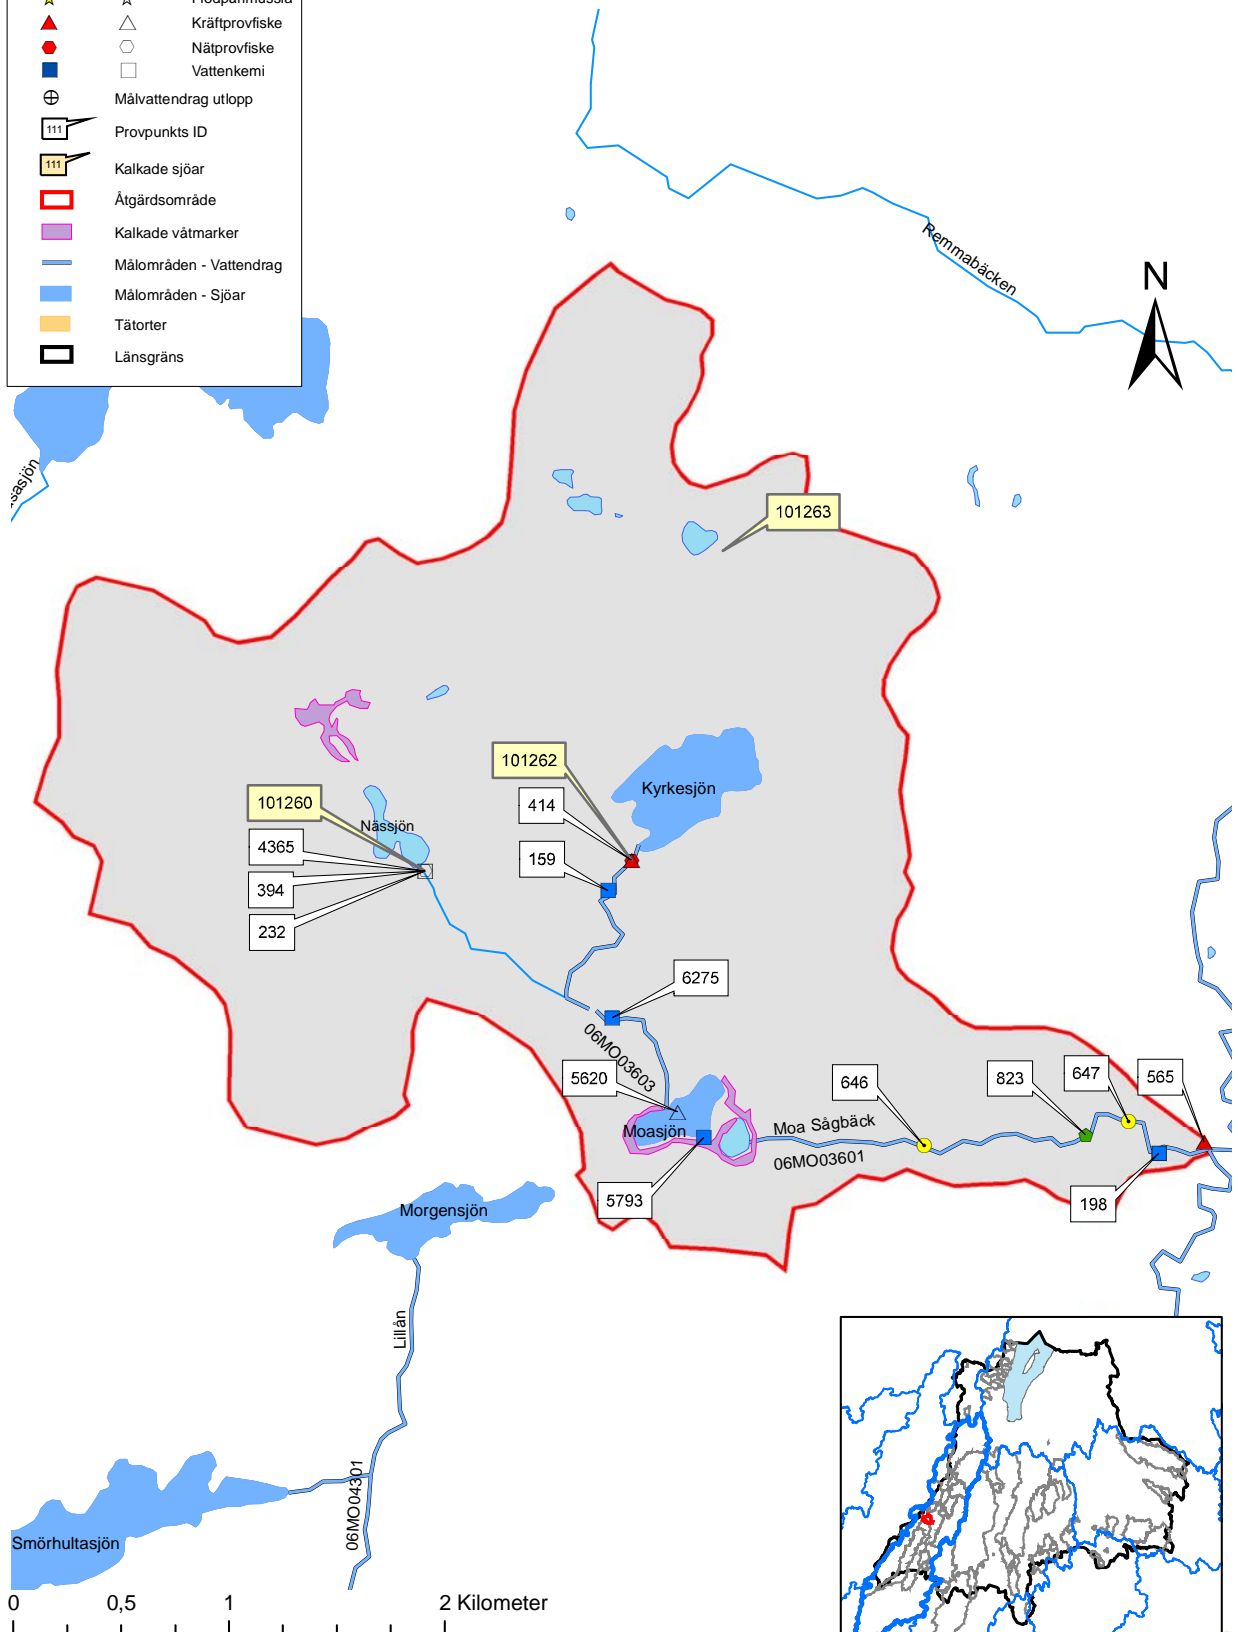 Kräftprovfiske
Nätprovfiske
Vattenkemi
Målvattendrag utlopp
111 Provpunkts ID
111 Kalkade sjöar
Åtgärdsområde
Kalkade våtmarker
Målområden - Vattendrag
Målområden - Sjöar
Tätorter
Länsgräns
Remmabäcken
N
101263
101262
Kyrkesjön
101260
414
Nässjön
4365
159
394
232
6275
06MO03603
5620
646
823
647
565
Moasjön
Moa Sågbäck
06MO03601
5793
198
Morgensjön
Lillån
06MO04301
Smörhultasjön
0 0,5 1 2 Kilometer